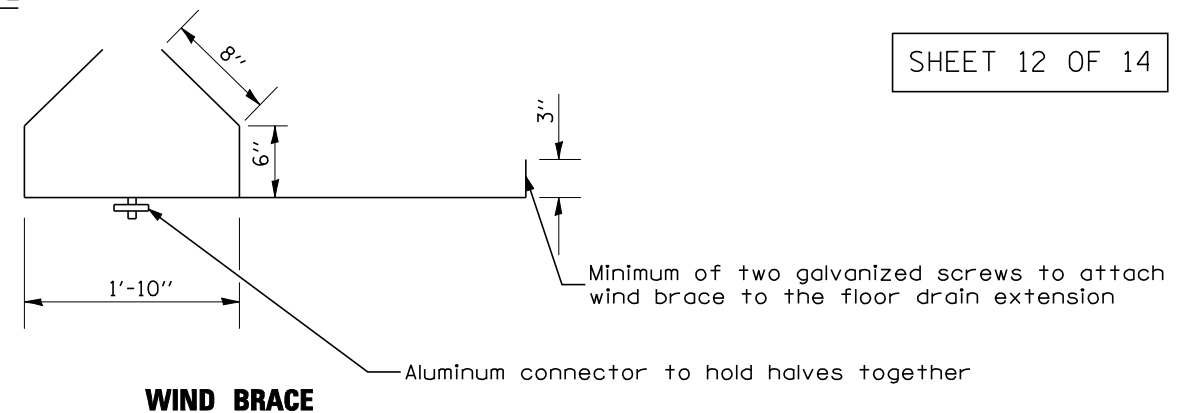 SHEET 12 OF 14
8"
6"
3"
1'-10"
Minimum of two galvanized screws to attach
wind brace to the floor drain extension
Aluminum connector to hold halves together
WIND BRACE